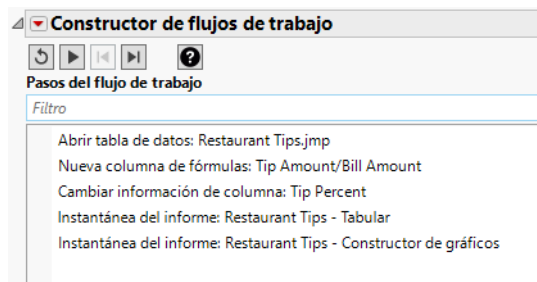 Constructor de flujos de trabajo
?
Pasos del flujo de trabajo
Filtro
Abrir tabla de datos: Restaurant Tips.jmp
Nueva columna de fórmulas: Tip Amount/Bill Amount
Cambiar información de columna: Tip Percent
Instantánea del informe: Restaurant Tips - Tabular
Instantánea del informe: Restaurant Tips - Constructor de gráficos